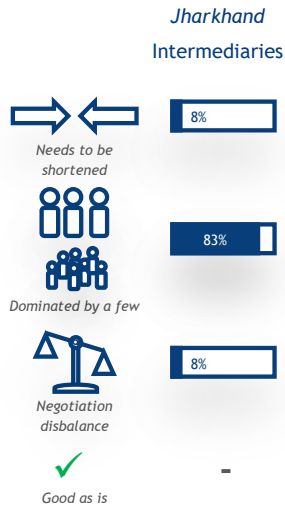 Jharkhand
Intermediaries
8%
Needs to be
shortened
83%
Dominated by a few
8%
Negotiation
disbalance
-
Good as is